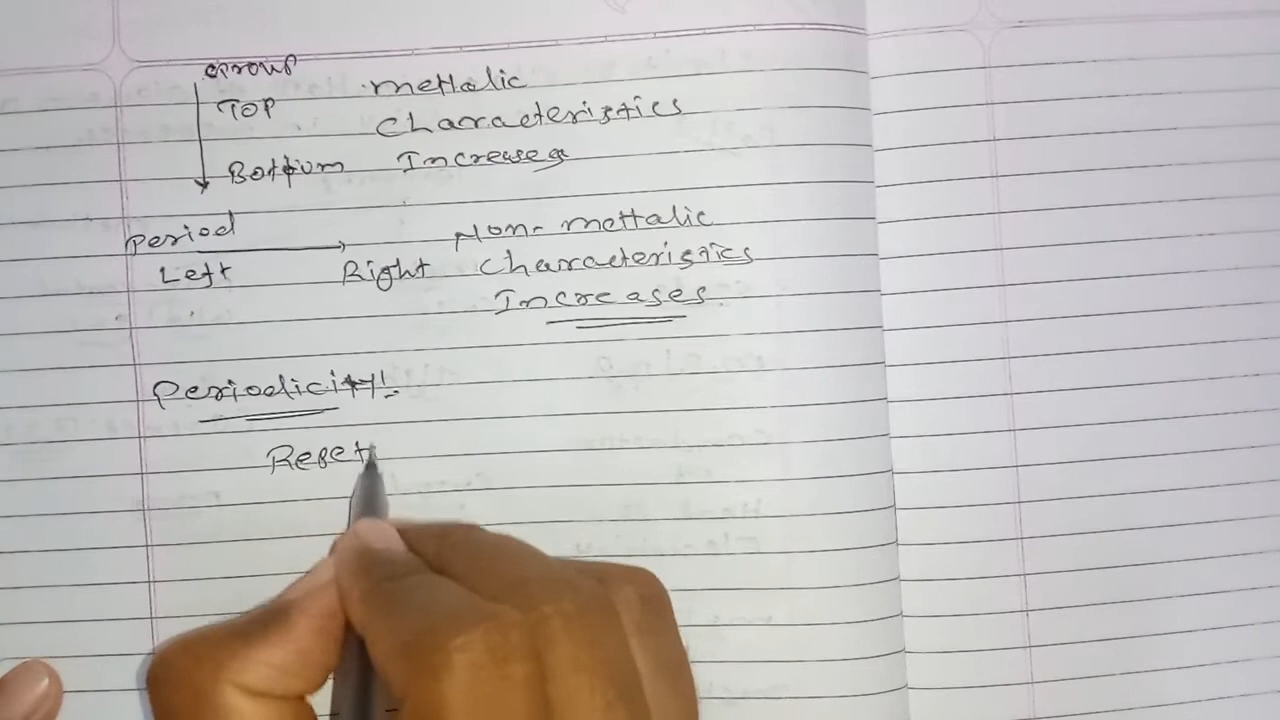 Group
Top
Bottom
Mettalic
Characteristics
Increases
Period
Left Right
Non-mettalic
Characteristics
Increases.
Periodicity:-
Repet